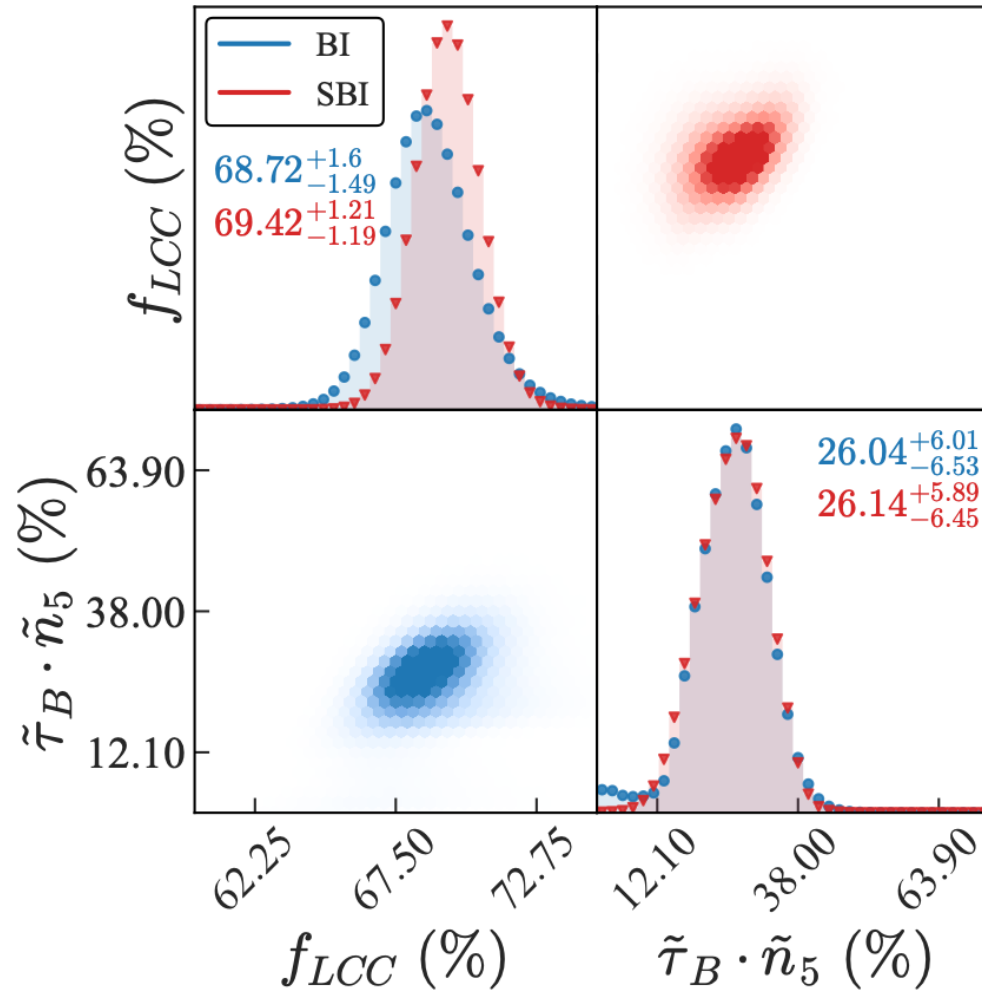 BI
SBI
68.72^{+1.6}_{-1.49}
69.42^{+1.21}_{-1.19}
f_{LCC} (%)
26.04^{+6.01}_{-6.53}
26.14^{+5.89}_{-6.45}
63.90
38.00
12.10
τ̃_B · ñ_5 (%)
62.25
67.50
72.75
12.10
38.00
63.90
f_{LCC} (%)
τ̃_B · ñ_5 (%)